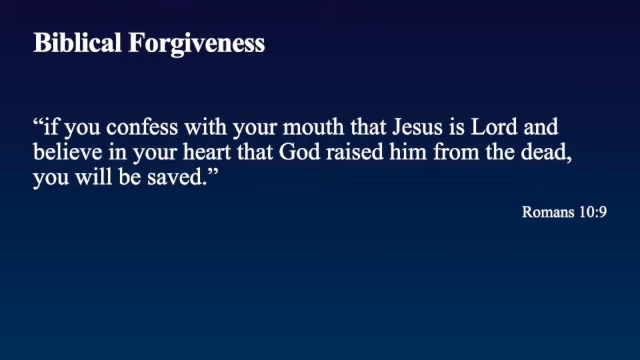 Biblical Forgiveness
“if you confess with your mouth that Jesus is Lord and
believe in your heart that God raised him from the dead,
you will be saved.”
Romans 10:9